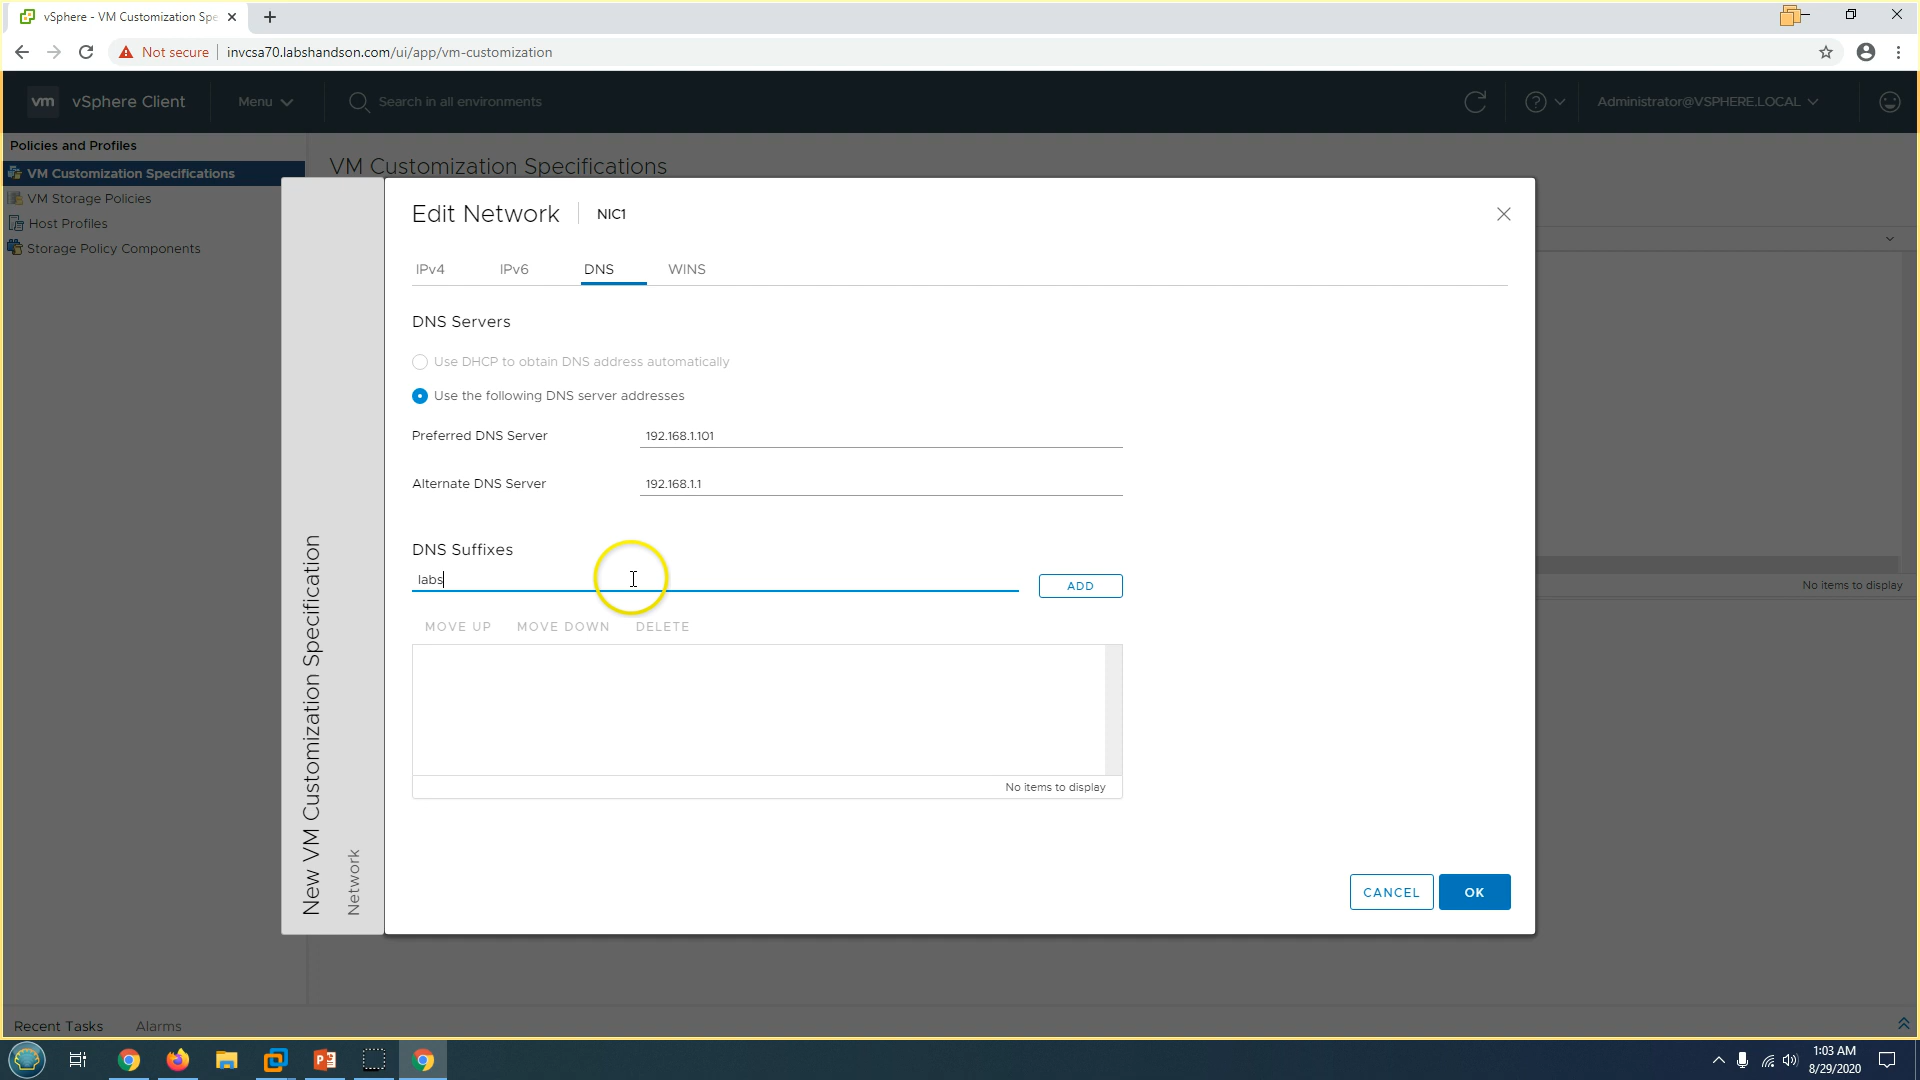 vSphere - VM Customization Spe
Not secure
invcsa70.labshandson.com/ui/app/vm-customization
vm
vSphere Client
Menu
Search in all environments
Administrator@VSPHERE.LOCAL
Policies and Profiles
VM Customization Specifications
VM Storage Policies
Host Profiles
Storage Policy Components
VM Customization Specifications
New VM Customization Specification
Network
Edit Network
NIC1
IPv4
IPv6
DNS
WINS
DNS Servers
Use DHCP to obtain DNS address automatically
Use the following DNS server addresses
Preferred DNS Server
192.168.1.101
Alternate DNS Server
192.168.1.1
DNS Suffixes
labs
ADD
MOVE UP
MOVE DOWN
DELETE
No items to display
CANCEL
OK
No items to display
Recent Tasks
Alarms
1:03 AM
8/29/2020